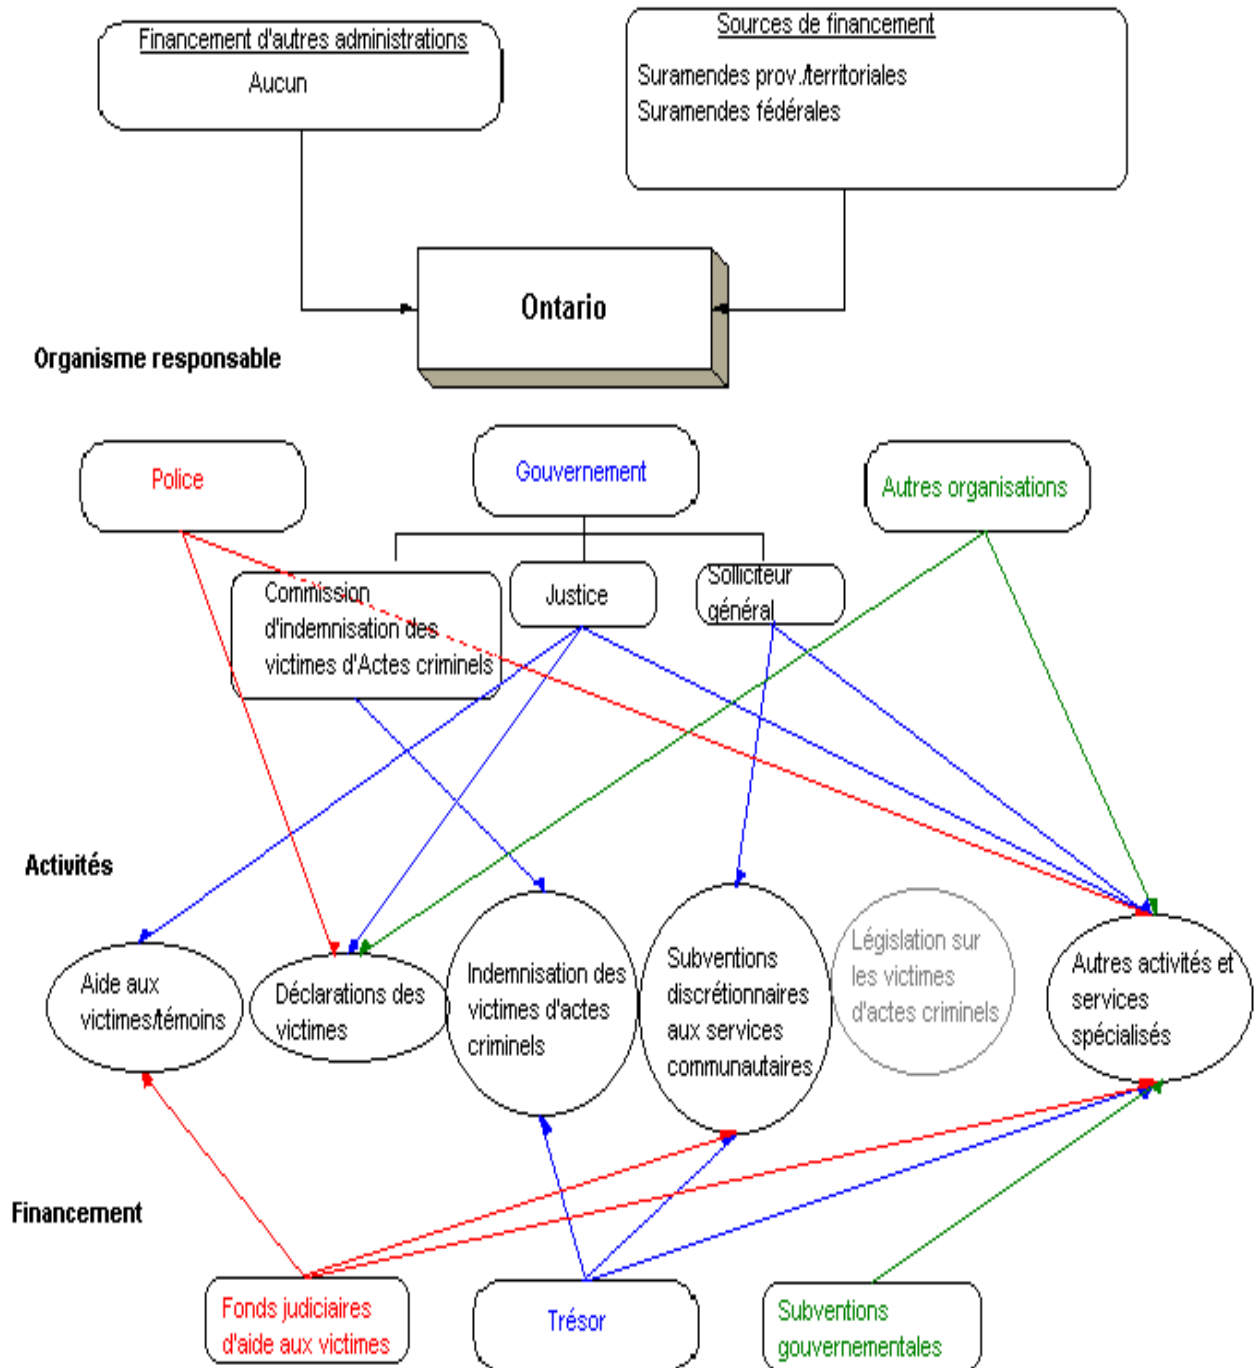 Financement d'autres administrations
Aucun
Sources de financement
Suramendes prov./territoriales
Suramendes fédérales
Ontario
Organisme responsable
Police
Gouvernement
Autres organisations
Commission
d'indemnisation des
victimes d'Actes criminels
Justice
Solliciteur
général
Activités
Aide aux
victimes/témoins
Déclarations des
victimes
Indemnisation des
victimes d'actes
criminels
Subventions
discrétionnaires
aux services
communautaires
Législation sur
les victimes
d'actes criminels
Autres activités et
services
spécialisés
Financement
Fonds judiciaires
d'aide aux victimes
Trésor
Subventions
gouvernementales